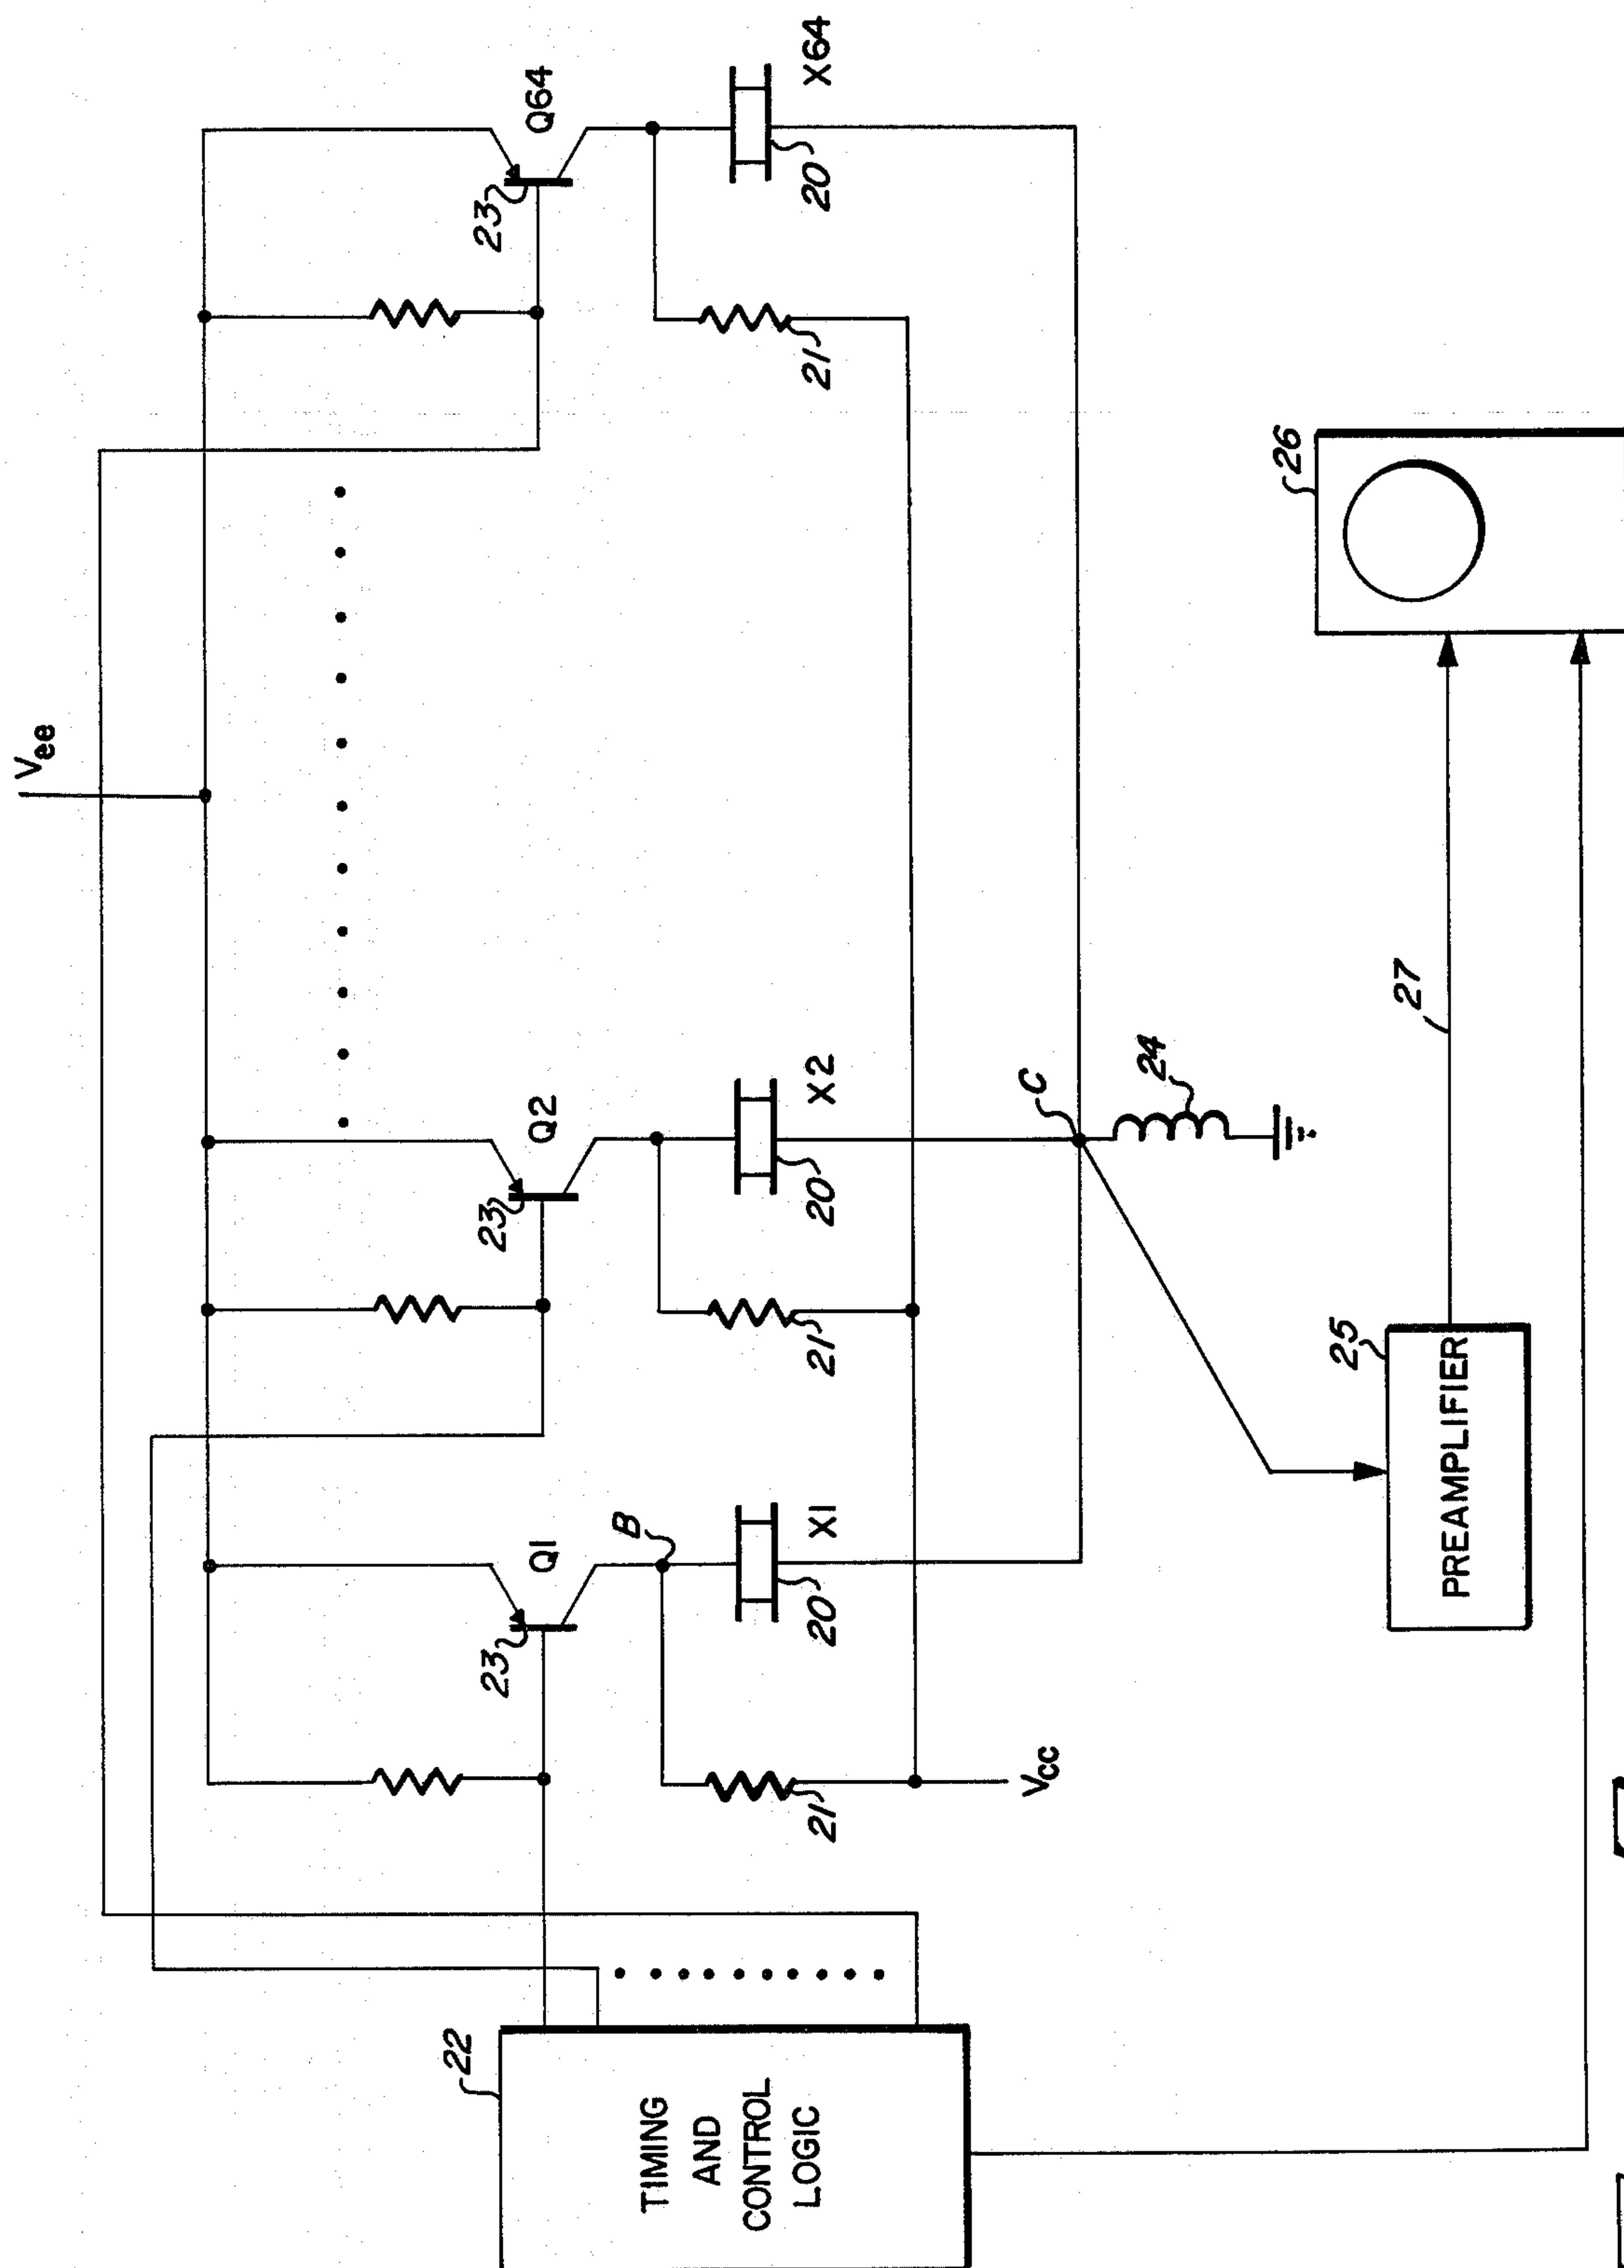 Vee
Q1
Q2
Q64
23
23
23
B
X1
X2
X64
20
20
20
21
21
21
22
TIMING
AND
CONTROL
LOGIC
Vcc
C
24
25
PREAMPLIFIER
27
26